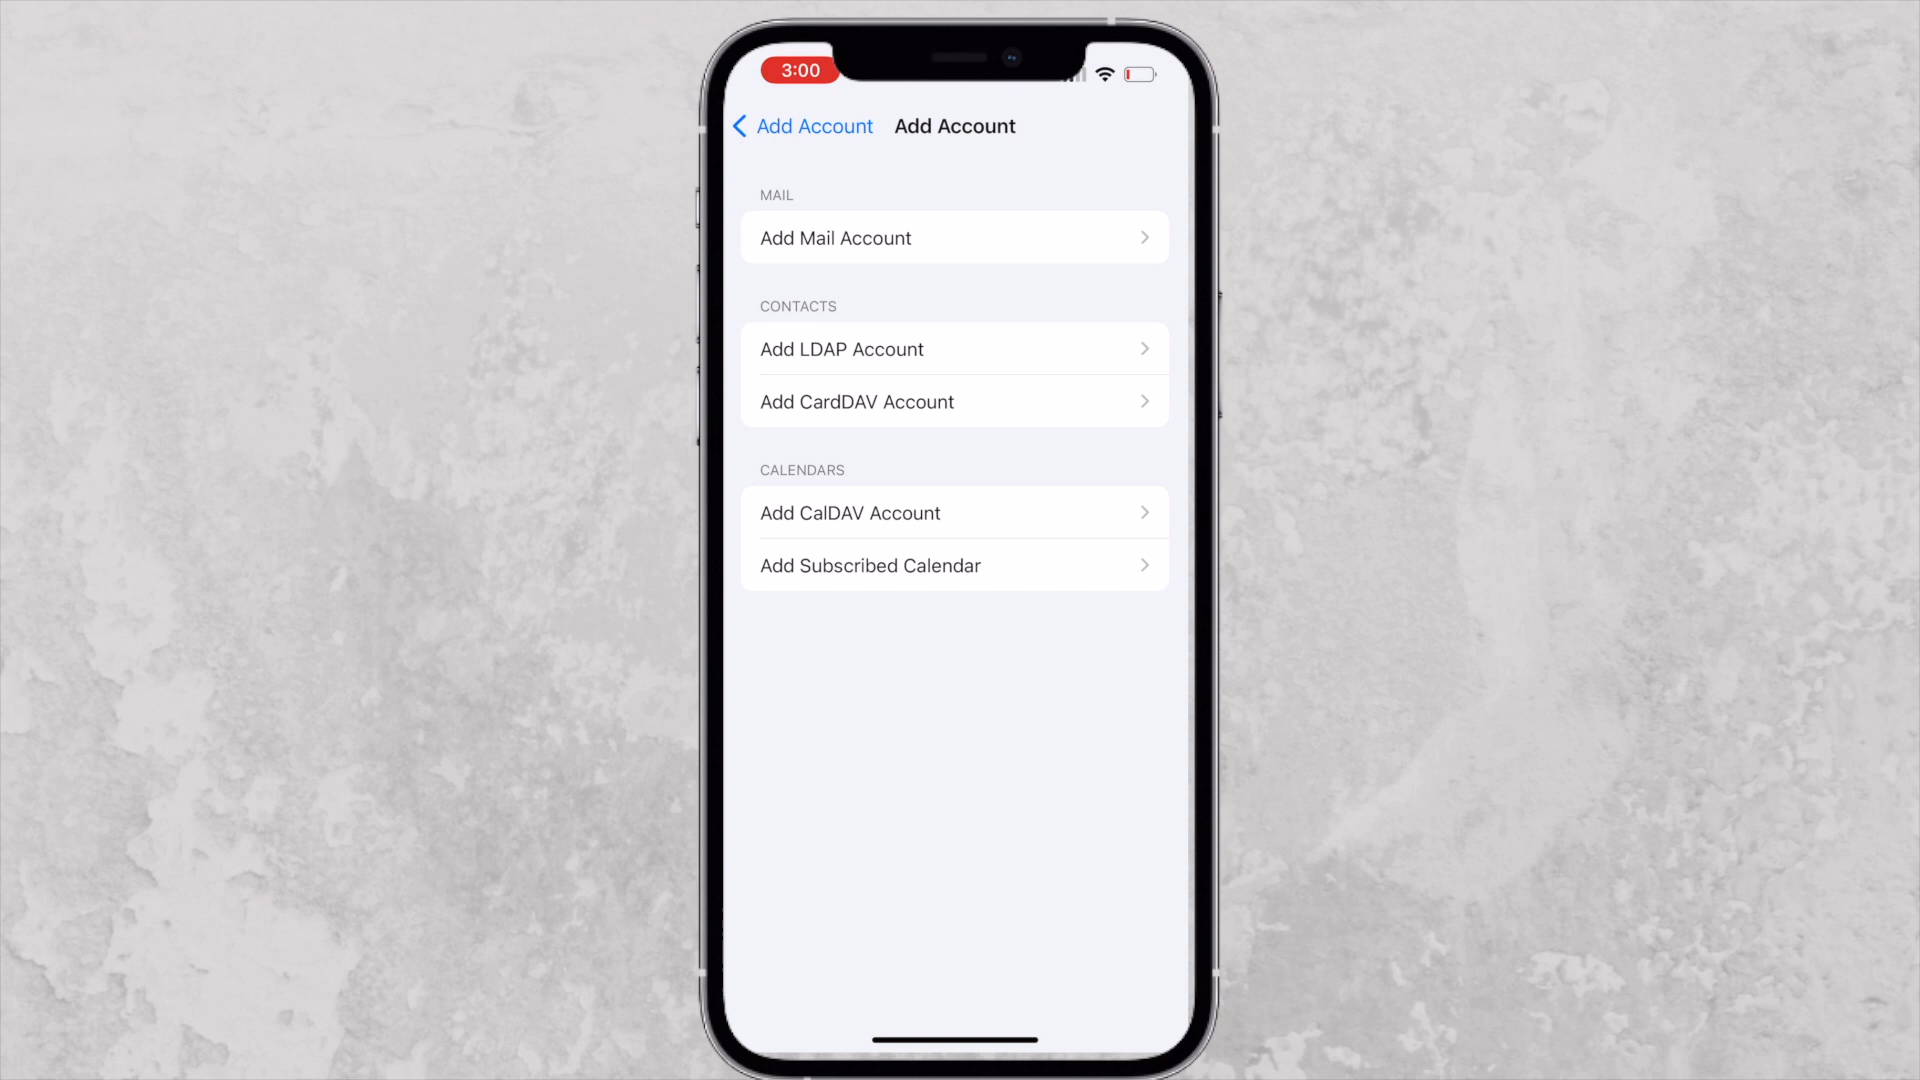 3:00
Add Account Add Account
MAIL
Add Mail Account
CONTACTS
Add LDAP Account
Add CardDAV Account
CALENDARS
Add CalDAV Account
Add Subscribed Calendar